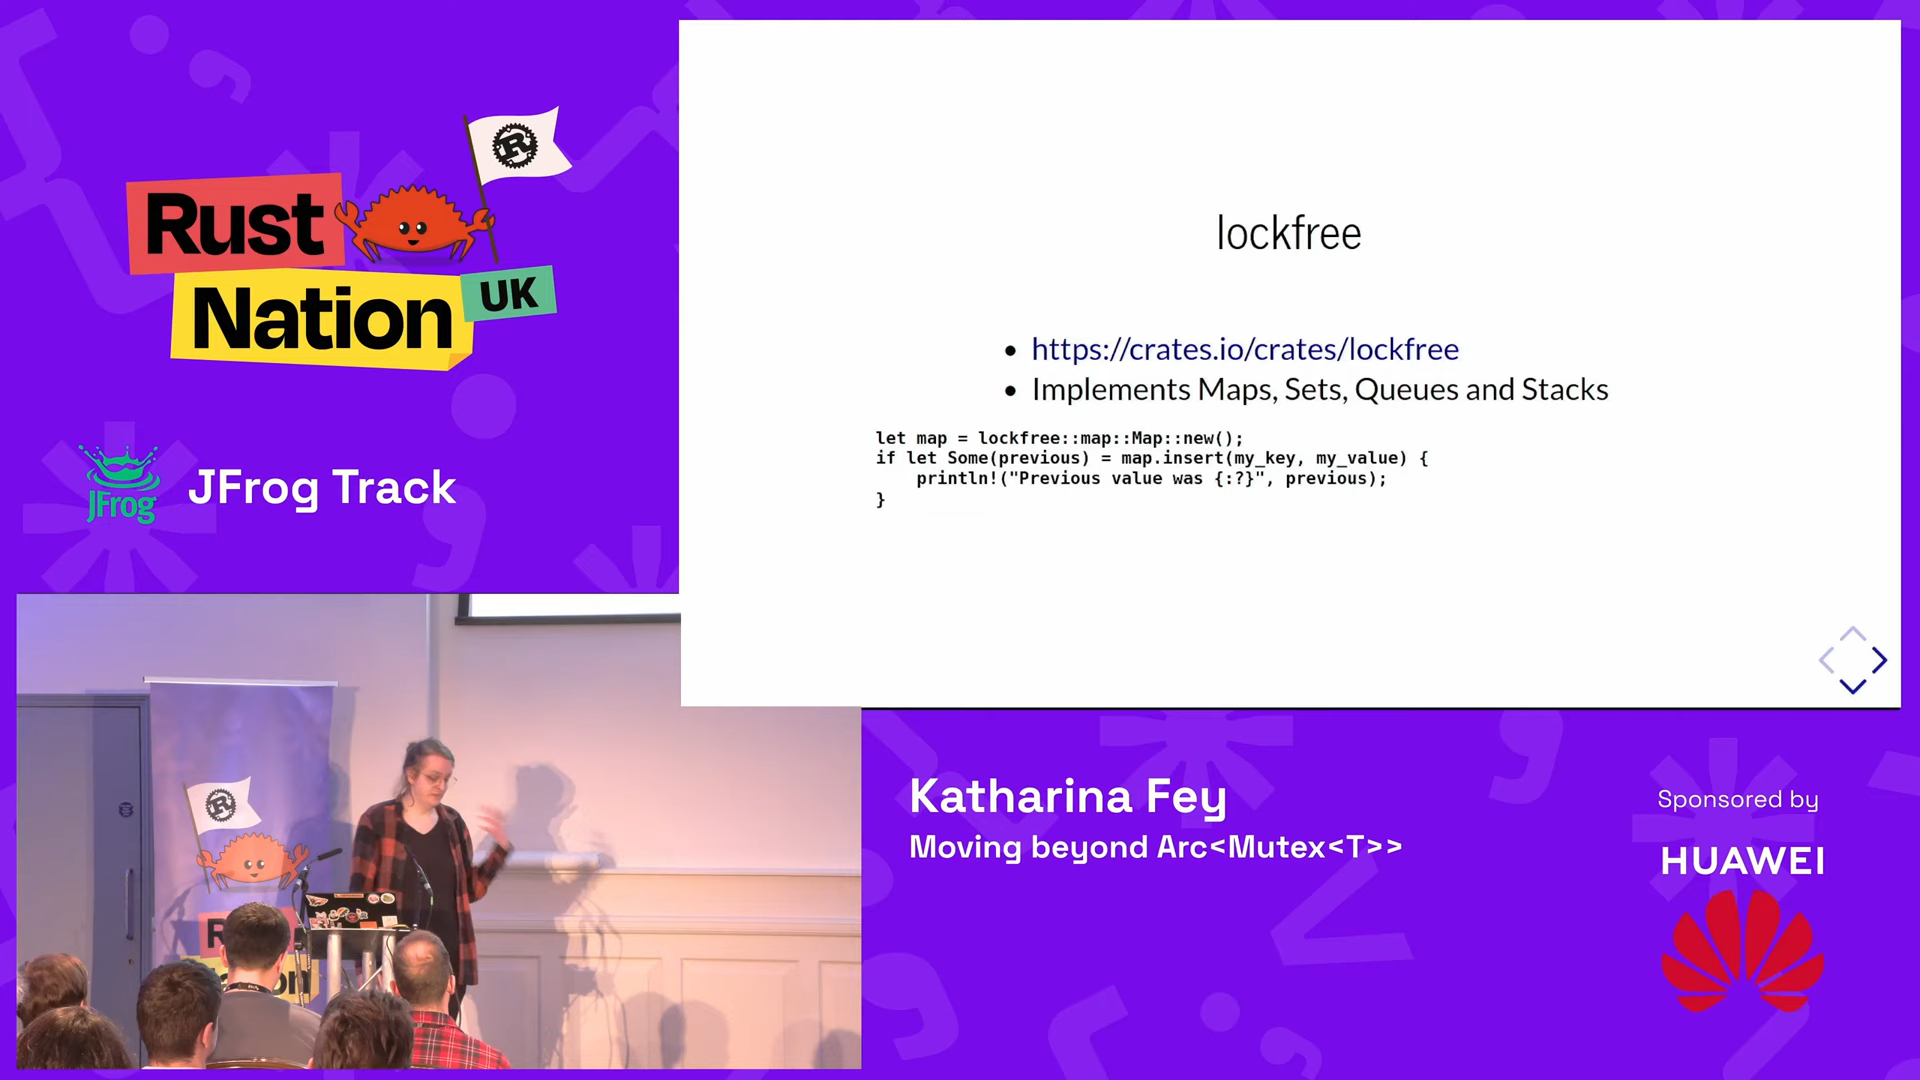 Rust
Nation
UK
JFrog
JFrog Track
lockfree
• https://crates.io/crates/lockfree
• Implements Maps, Sets, Queues and Stacks
let map = lockfree::map::Map::new();
if let Some(previous) = map.insert(my_key, my_value) {
    println!("Previous value was {:?}", previous);
}
Katharina Fey
Moving beyond Arc<Mutex<T>>
Sponsored by
HUAWEI